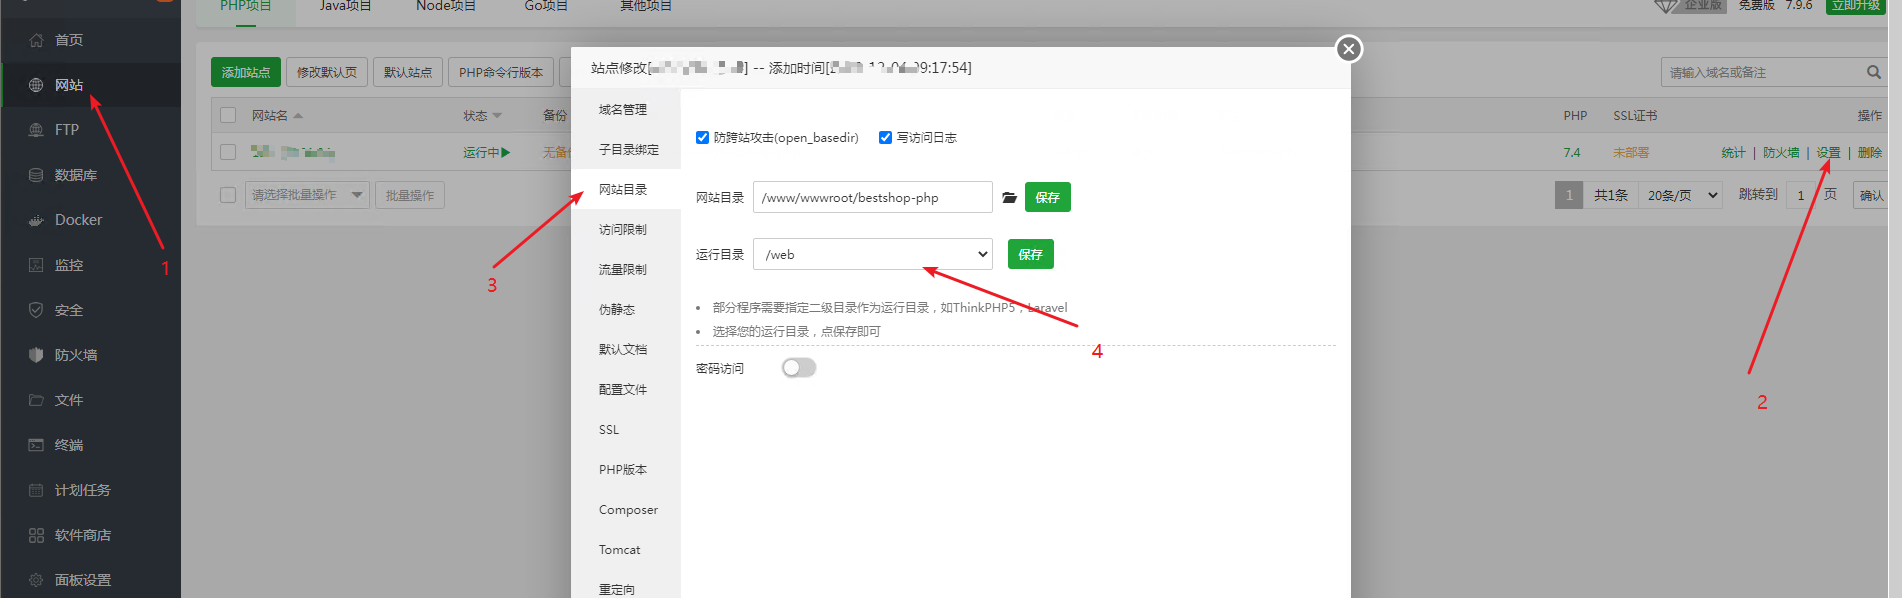 PHP项目 Java项目 Node项目 Go项目 其他项目
企业版 免费版 7.9.6 立即升级
首页
网站
FTP
数据库
Docker
监控
安全
防火墙
文件
终端
计划任务
软件商店
面板设置
添加站点 修改默认页 默认站点 PHP命令行版本
请输入域名或备注
网站名 状态 备份 PHP SSL证书 操作
运行中 无备 7.4 未部署 统计 | 防火墙 | 设置 | 删除
请选择批量操作 批量操作
1 共1条 20条/页 跳转到 1 页 确认
站点修改[ ] -- 添加时间[ 09:17:54]
域名管理
子目录绑定
网站目录
访问限制
流量限制
伪静态
默认文档
配置文件
SSL
PHP版本
Composer
Tomcat
重定向
防跨站攻击(open_basedir) 写访问日志
网站目录 /www/wwwroot/bestshop-php 保存
运行目录 /web 保存
部分程序需要指定二级目录作为运行目录，如ThinkPHP5，Laravel
选择您的运行目录，点保存即可
密码访问
1
2
3
4